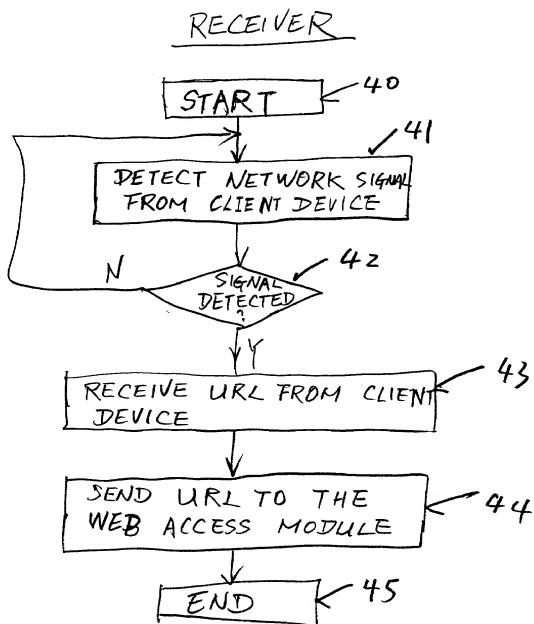 RECEIVER
START
40
41
DETECT NETWORK SIGNAL
FROM CLIENT DEVICE
N
42
SIGNAL
DETECTED
?
Y
43
RECEIVE URL FROM CLIENT
DEVICE
SEND URL TO THE
WEB ACCESS MODULE
44
END
45